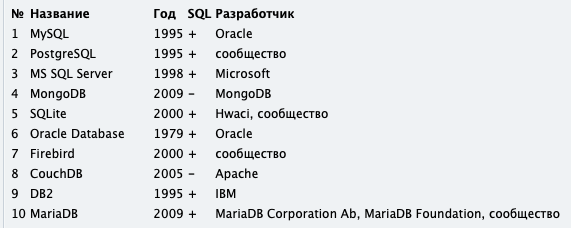 № Название Год SQL Разработчик
1 MySQL 1995 + Oracle
2 PostgreSQL 1995 + сообщество
3 MS SQL Server 1998 + Microsoft
4 MongoDB 2009 – MongoDB
5 SQLite 2000 + Hwaci, сообщество
6 Oracle Database 1979 + Oracle
7 Firebird 2000 + сообщество
8 CouchDB 2005 – Apache
9 DB2 1995 + IBM
10 MariaDB 2009 + MariaDB Corporation Ab, MariaDB Foundation, сообщество